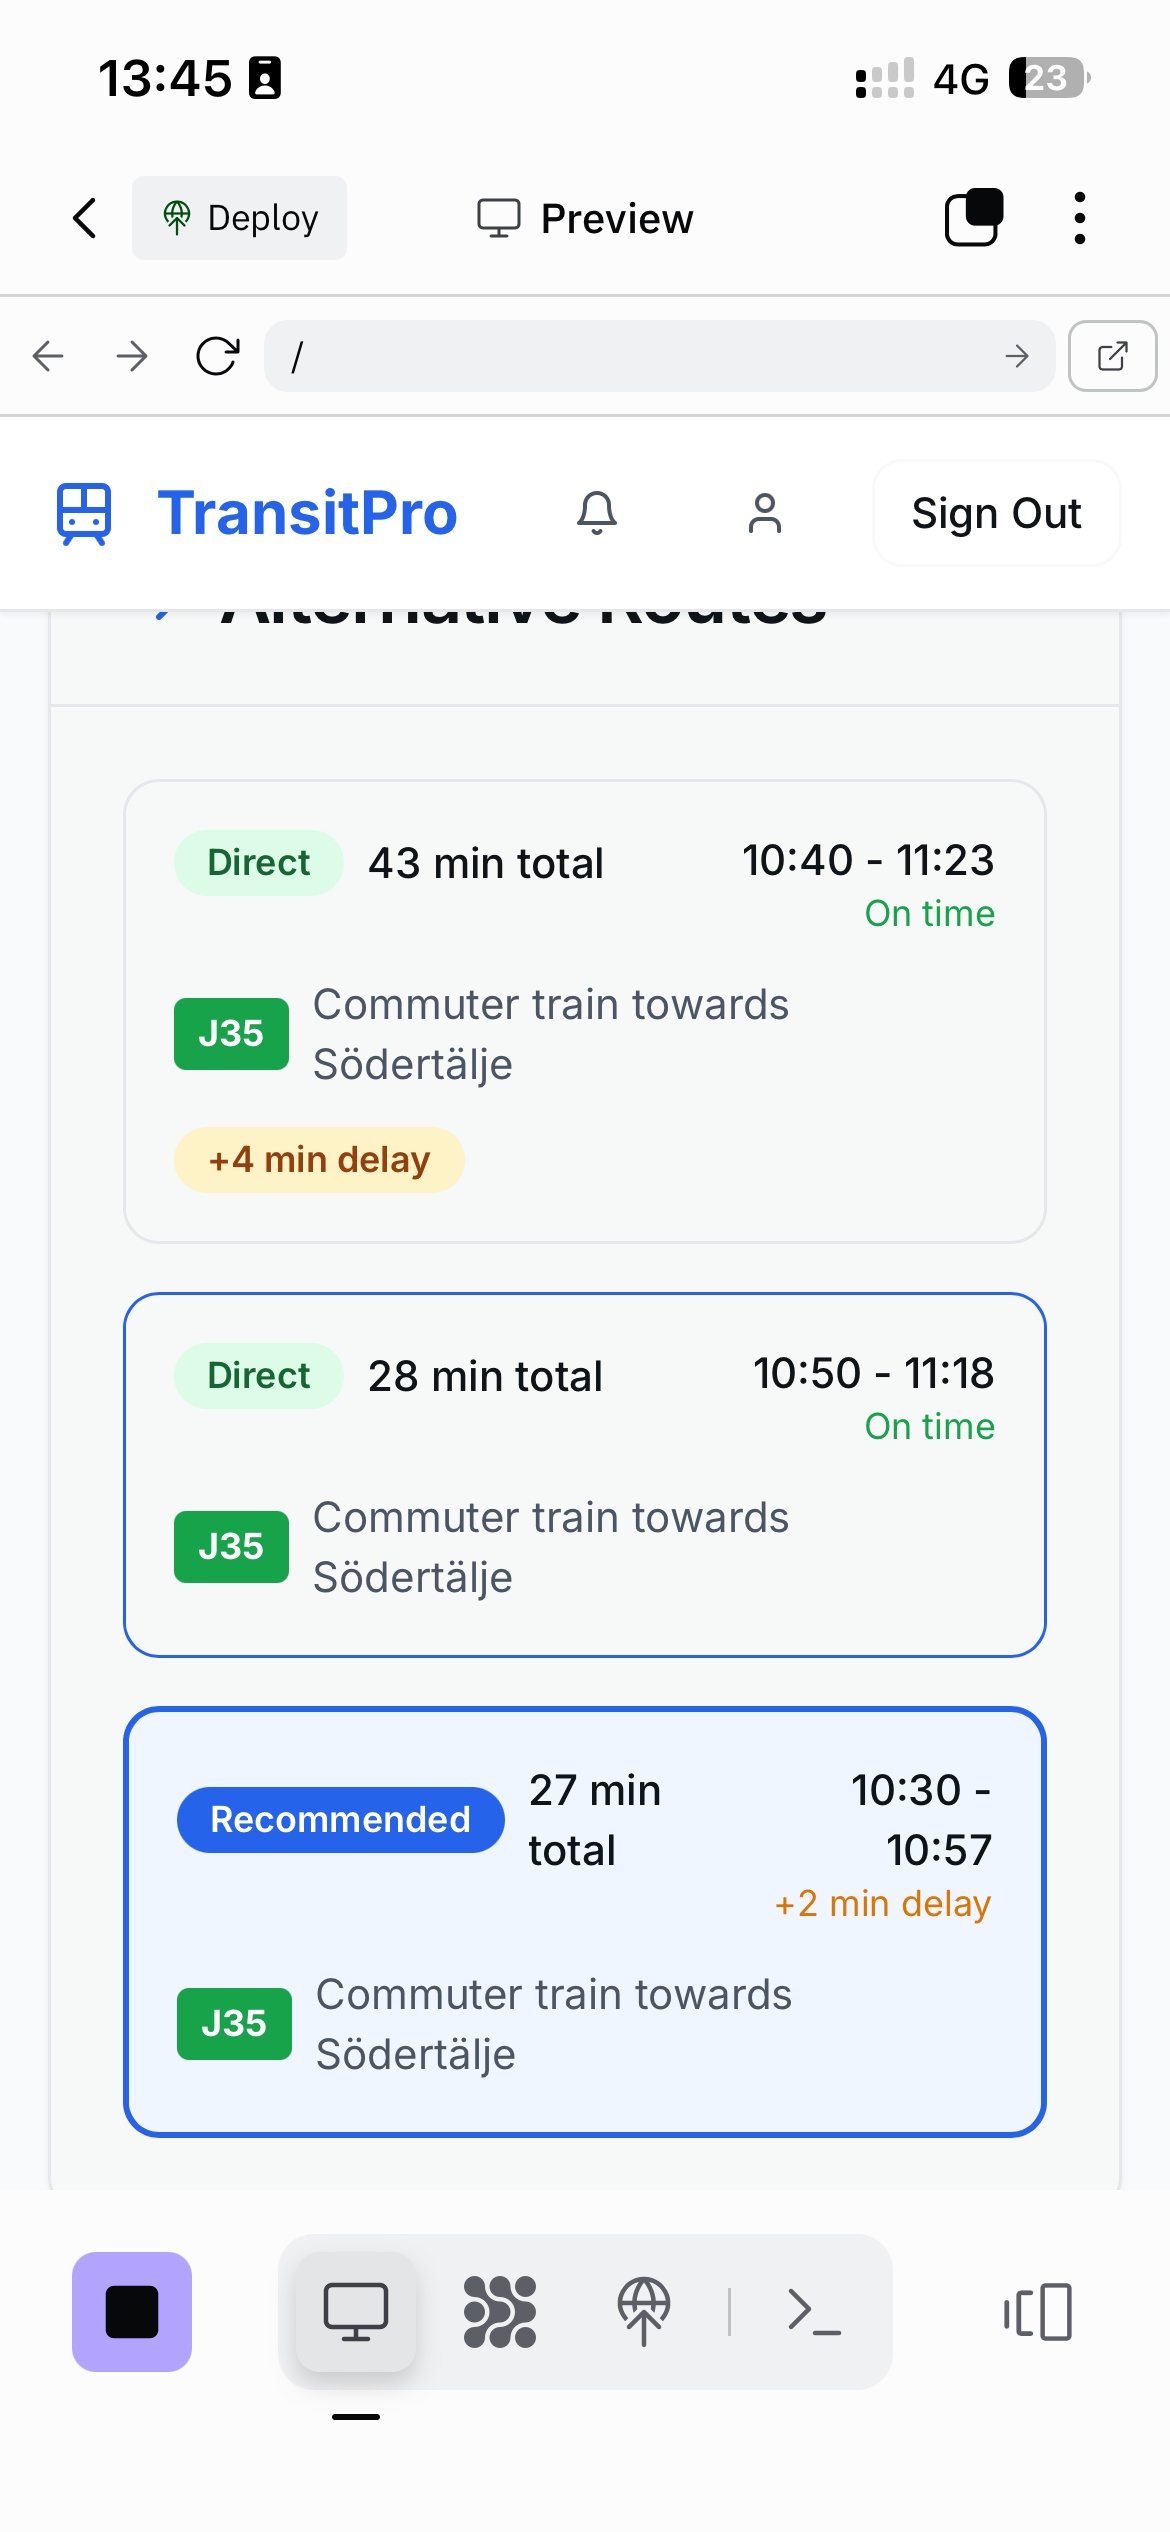 13:45
4G
23
Deploy
Preview
/
TransitPro
Sign Out
Alternative Routes
Direct
43 min total
10:40 - 11:23
On time
J35
Commuter train towards
Södertälje
+4 min delay
Direct
28 min total
10:50 - 11:18
On time
J35
Commuter train towards
Södertälje
Recommended
27 min
total
10:30 -
10:57
+2 min delay
J35
Commuter train towards
Södertälje